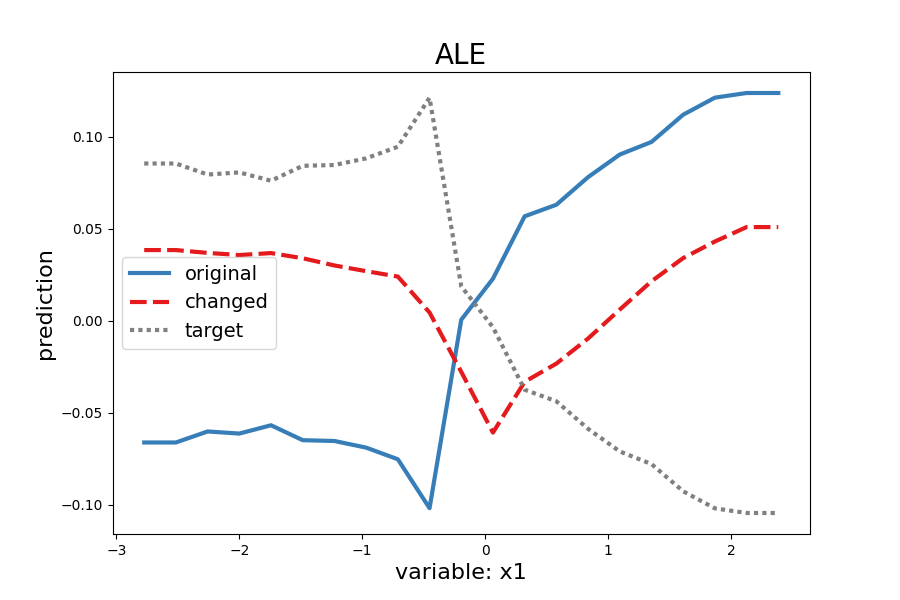 ALE
prediction
0.10
0.05
0.00
−0.05
−0.10
original
changed
target
−3
−2
−1
0
1
2
variable: x1